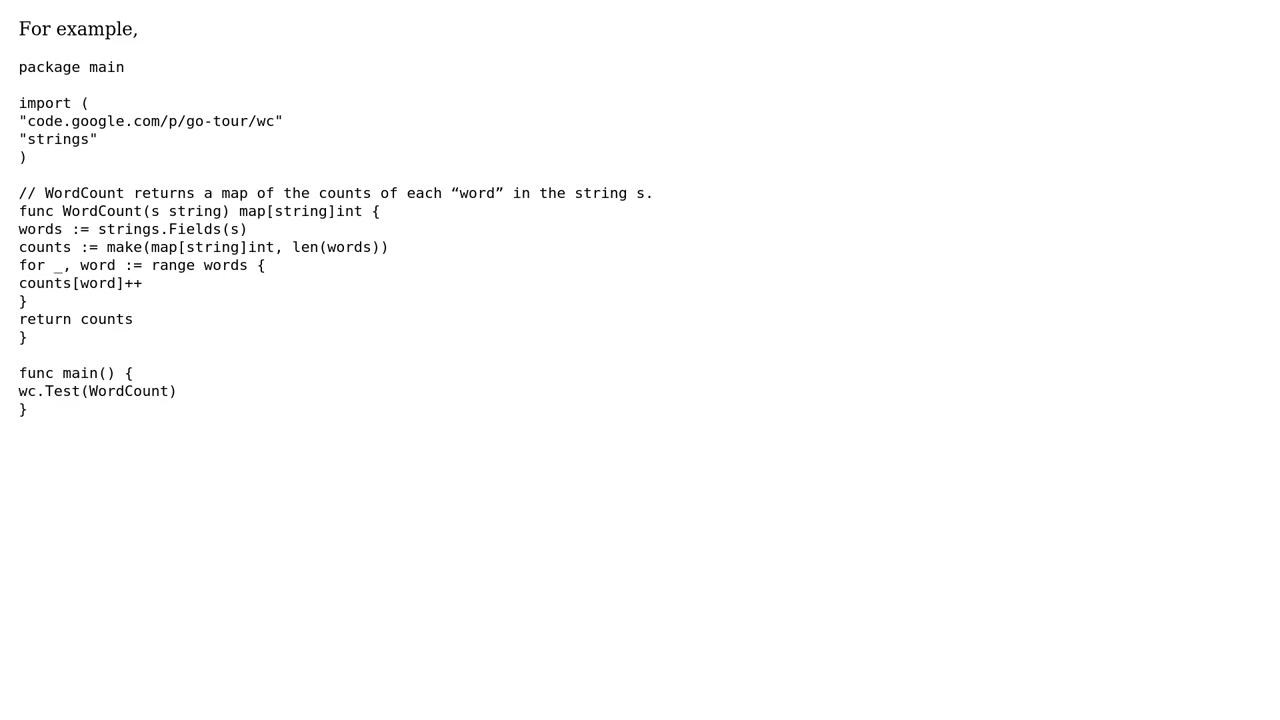 For example,
package main
import (
"code.google.com/p/go-tour/wc"
"strings"
)
// WordCount returns a map of the counts of each “word” in the string s.
func WordCount(s string) map[string]int {
words := strings.Fields(s)
counts := make(map[string]int, len(words))
for _, word := range words {
counts[word]++
}
return counts
}
func main() {
wc.Test(WordCount)
}